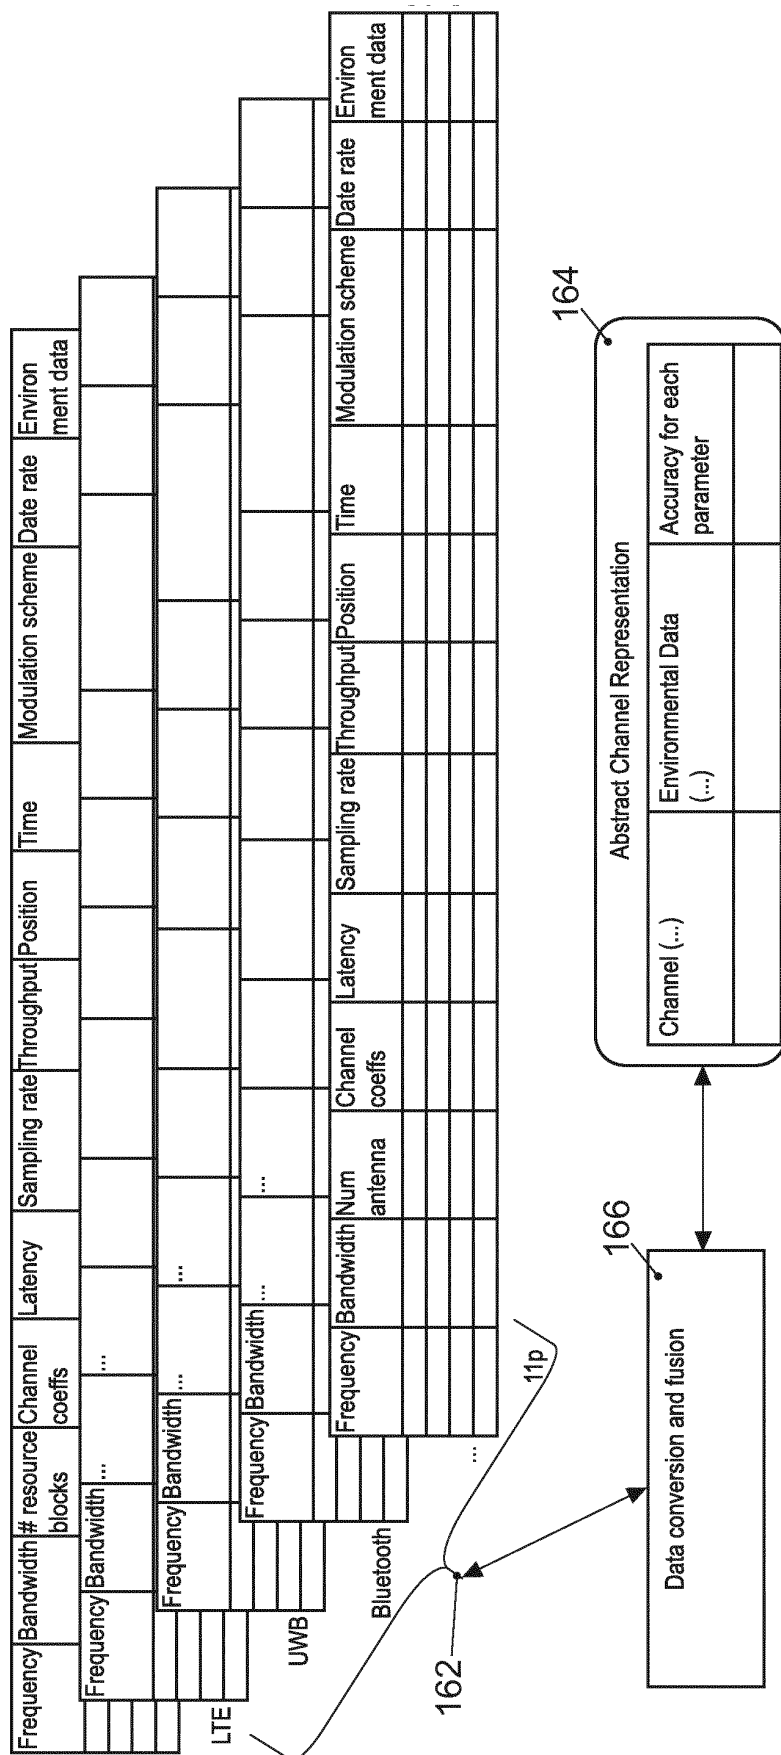 Frequency
Bandwidth
# resource
blocks
Channel
coeffs
Latency
Sampling rate
Throughput
Position
Time
Modulation scheme
Date rate
Environ
ment data
Frequency
Bandwidth
...
...
LTE
Frequency
Bandwidth
...
...
UWB
Frequency
Bandwidth
...
...
Bluetooth
Frequency
Bandwidth
Num
antenna
Channel
coeffs
Latency
Sampling rate
Throughput
Position
Time
Modulation scheme
Date rate
Environ
ment data
...
11p
162
166
Data conversion and fusion
164
Abstract Channel Representation
Channel (...)
Environmental Data
(...)
Accuracy for each
parameter